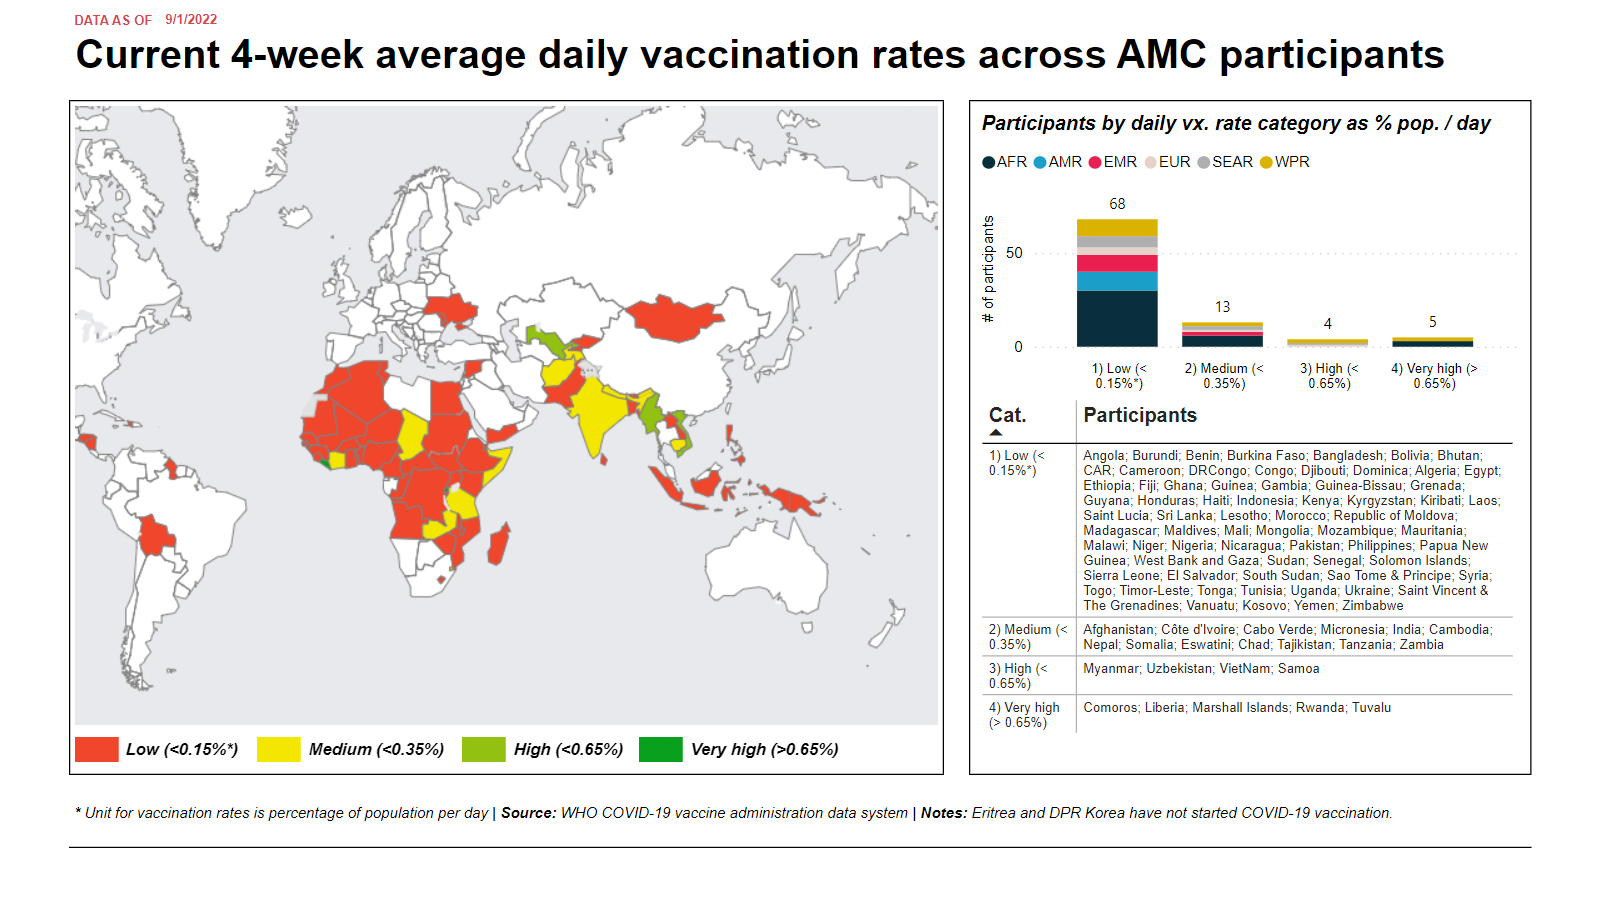 DATA AS OF 9/1/2022
Current 4-week average daily vaccination rates across AMC participants
Low (<0.15%*)
Medium (<0.35%)
High (<0.65%)
Very high (>0.65%)
Participants by daily vx. rate category as % pop. / day
AFR AMR EMR EUR SEAR WPR
# of participants
50
0
68
13
4
5
1) Low (<
0.15%*)
2) Medium (<
0.35%)
3) High (<
0.65%)
4) Very high (>
0.65%)
Cat.
Participants
1) Low (<
0.15%*)
Angola; Burundi; Benin; Burkina Faso; Bangladesh; Bolivia; Bhutan;
CAR; Cameroon; DRCongo; Congo; Djibouti; Dominica; Algeria; Egypt;
Ethiopia; Fiji; Ghana; Guinea; Gambia; Guinea-Bissau; Grenada;
Guyana; Honduras; Haiti; Indonesia; Kenya; Kyrgyzstan; Kiribati; Laos;
Saint Lucia; Sri Lanka; Lesotho; Morocco; Republic of Moldova;
Madagascar; Maldives; Mali; Mongolia; Mozambique; Mauritania;
Malawi; Niger; Nigeria; Nicaragua; Pakistan; Philippines; Papua New
Guinea; West Bank and Gaza; Sudan; Senegal; Solomon Islands;
Sierra Leone; El Salvador; South Sudan; Sao Tome & Principe; Syria;
Togo; Timor-Leste; Tonga; Tunisia; Uganda; Ukraine; Saint Vincent &
The Grenadines; Vanuatu; Kosovo; Yemen; Zimbabwe
2) Medium (<
0.35%)
Afghanistan; Côte d'Ivoire; Cabo Verde; Micronesia; India; Cambodia;
Nepal; Somalia; Eswatini; Chad; Tajikistan; Tanzania; Zambia
3) High (<
0.65%)
Myanmar; Uzbekistan; VietNam; Samoa
4) Very high
(> 0.65%)
Comoros; Liberia; Marshall Islands; Rwanda; Tuvalu
* Unit for vaccination rates is percentage of population per day | Source: WHO COVID-19 vaccine administration data system | Notes: Eritrea and DPR Korea have not started COVID-19 vaccination.